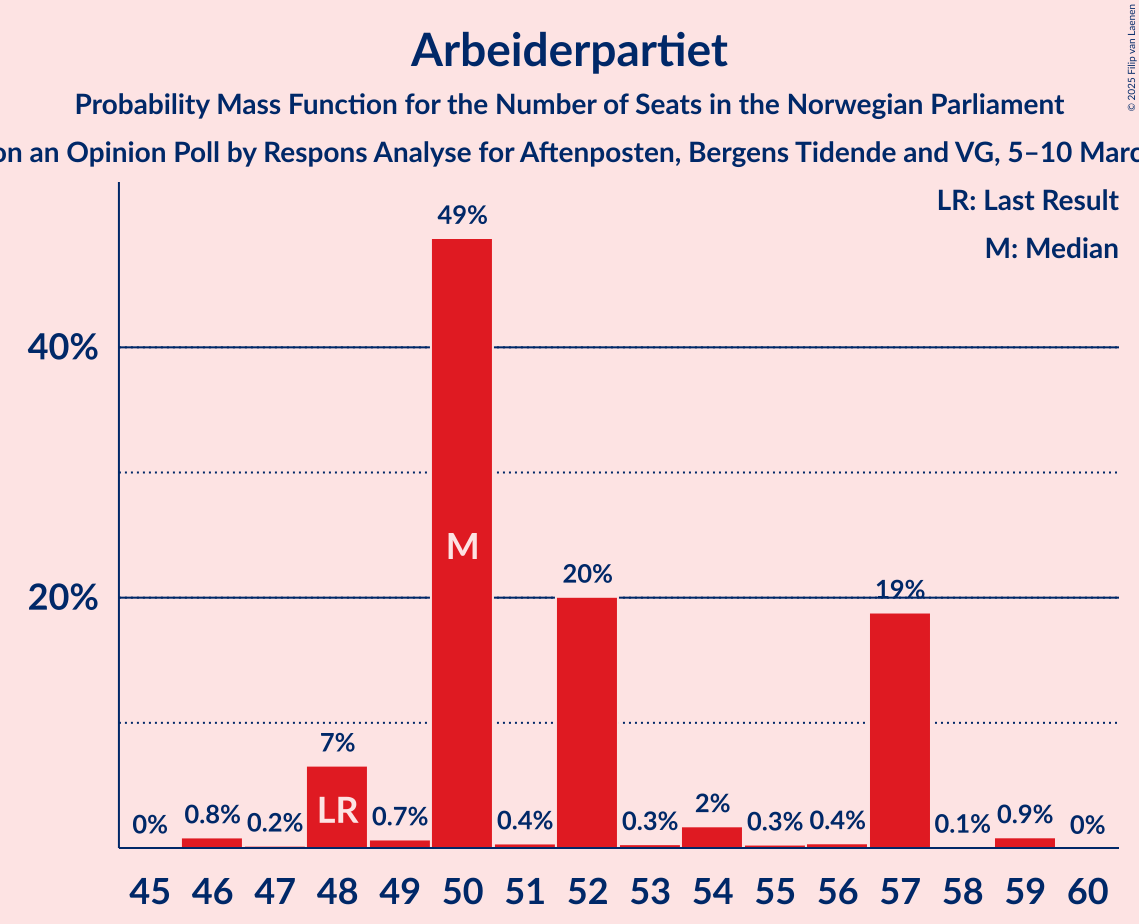 Arbeiderpartiet
Probability Mass Function for the Number of Seats in the Norwegian Parliament
on an Opinion Poll by Respons Analyse for Aftenposten, Bergens Tidende and VG, 5–10 Marc
© 2025 Filip van Laenen
LR: Last Result
M: Median
40%
20%
0%
0.8%
0.2%
7%
0.7%
49%
0.4%
20%
0.3%
2%
0.3%
0.4%
19%
0.1%
0.9%
0%
LR
M
45 46 47 48 49 50 51 52 53 54 55 56 57 58 59 60